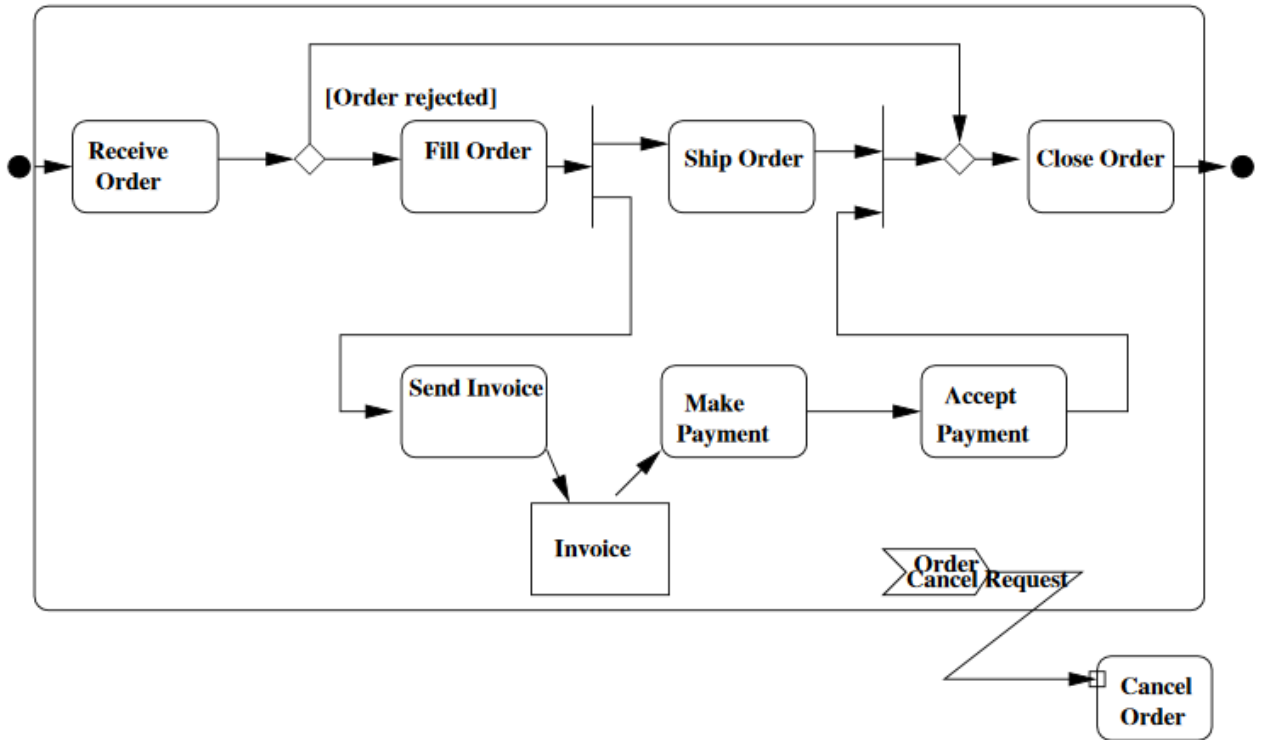 [Order rejected]
Receive
Order
Fill Order
Ship Order
Close Order
Send Invoice
Make
Payment
Accept
Payment
Invoice
Order
Cancel Request
Cancel
Order